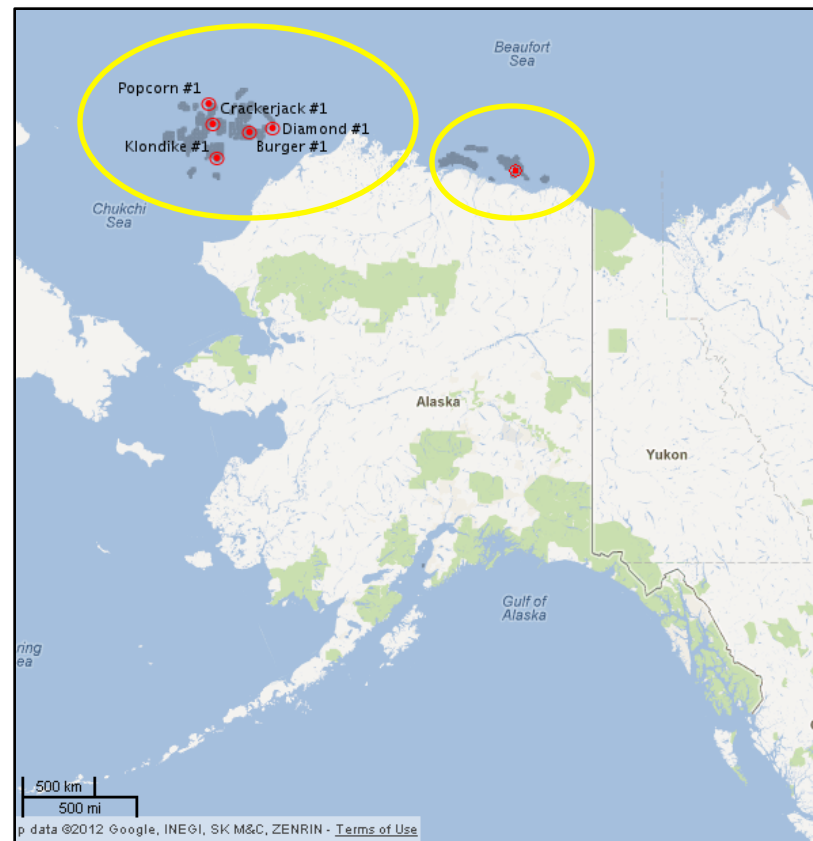 Beaufort
Sea
Popcorn #1
Crackerjack #1
Diamond #1
Klondike #1
Burger #1
Chukchi
Sea
Alaska
Yukon
Gulf of
Alaska
ring
ea
500 km
500 mi
p data ©2012 Google, INEGI, SK M&C, ZENRIN - Terms of Use